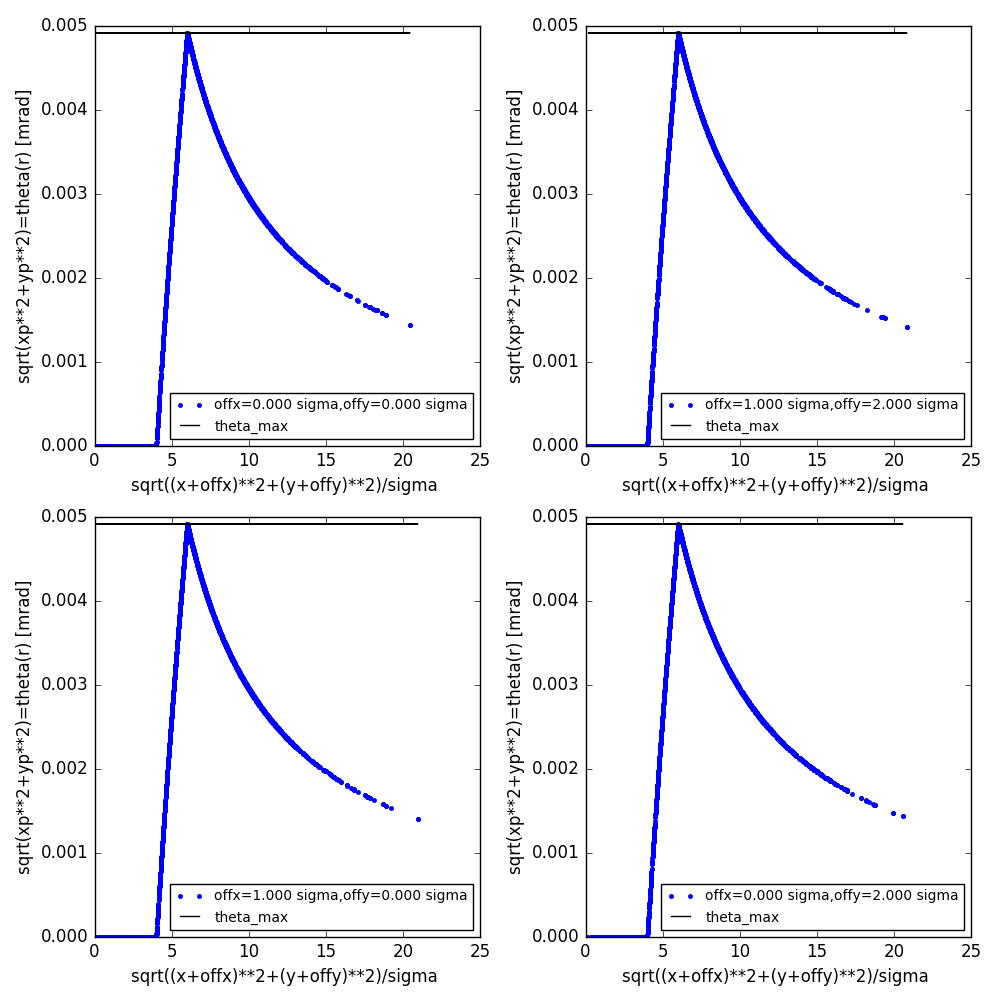 sqrt(xp**2+yp**2)=theta(r) [mrad]
0.005
0.004
0.003
0.002
0.001
0.000
offx=0.000 sigma,offy=0.000 sigma
theta_max
0 5 10 15 20 25
sqrt((x+offx)**2+(y+offy)**2)/sigma
sqrt(xp**2+yp**2)=theta(r) [mrad]
0.005
0.004
0.003
0.002
0.001
0.000
offx=1.000 sigma,offy=2.000 sigma
theta_max
0 5 10 15 20 25
sqrt((x+offx)**2+(y+offy)**2)/sigma
sqrt(xp**2+yp**2)=theta(r) [mrad]
0.005
0.004
0.003
0.002
0.001
0.000
offx=1.000 sigma,offy=0.000 sigma
theta_max
0 5 10 15 20 25
sqrt((x+offx)**2+(y+offy)**2)/sigma
sqrt(xp**2+yp**2)=theta(r) [mrad]
0.005
0.004
0.003
0.002
0.001
0.000
offx=0.000 sigma,offy=2.000 sigma
theta_max
0 5 10 15 20 25
sqrt((x+offx)**2+(y+offy)**2)/sigma